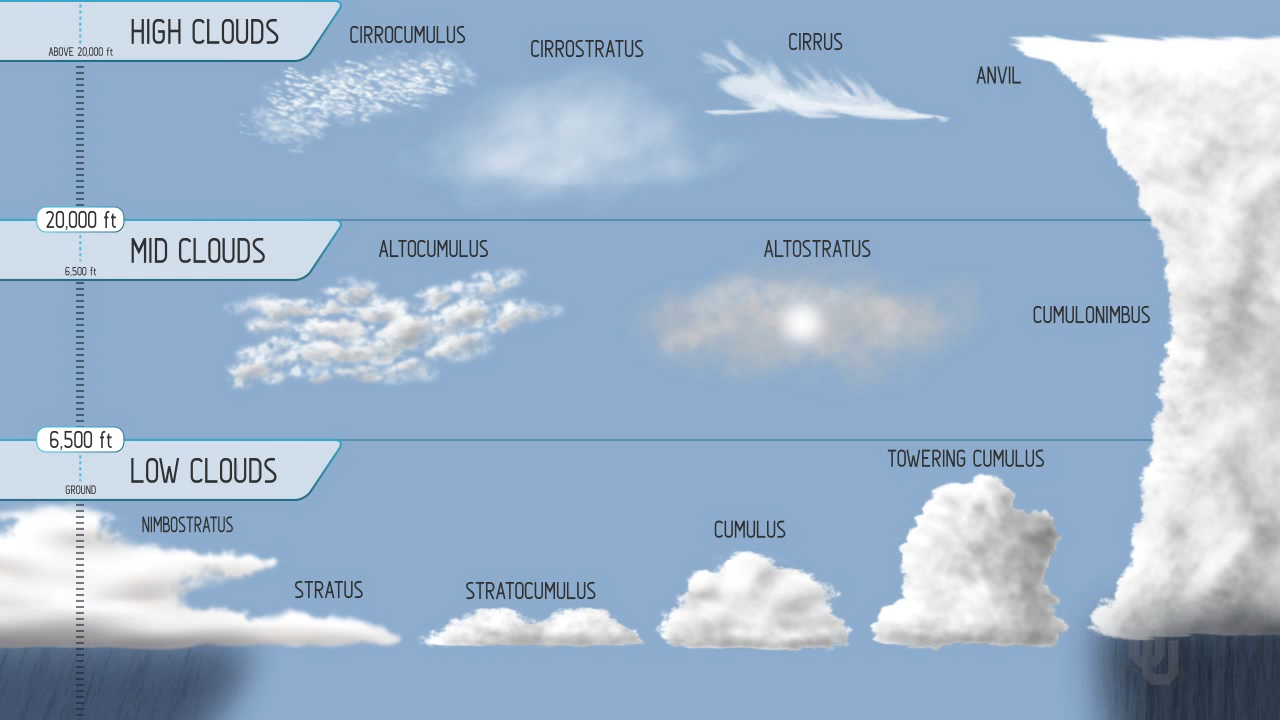 HIGH CLOUDS
ABOVE 20,000 ft
CIRROCUMULUS
CIRROSTRATUS
CIRRUS
ANVIL
20,000 ft
MID CLOUDS
6,500 ft
ALTOCUMULUS
ALTOSTRATUS
CUMULONIMBUS
6,500 ft
LOW CLOUDS
GROUND
TOWERING CUMULUS
NIMBOSTRATUS
CUMULUS
STRATUS
STRATOCUMULUS